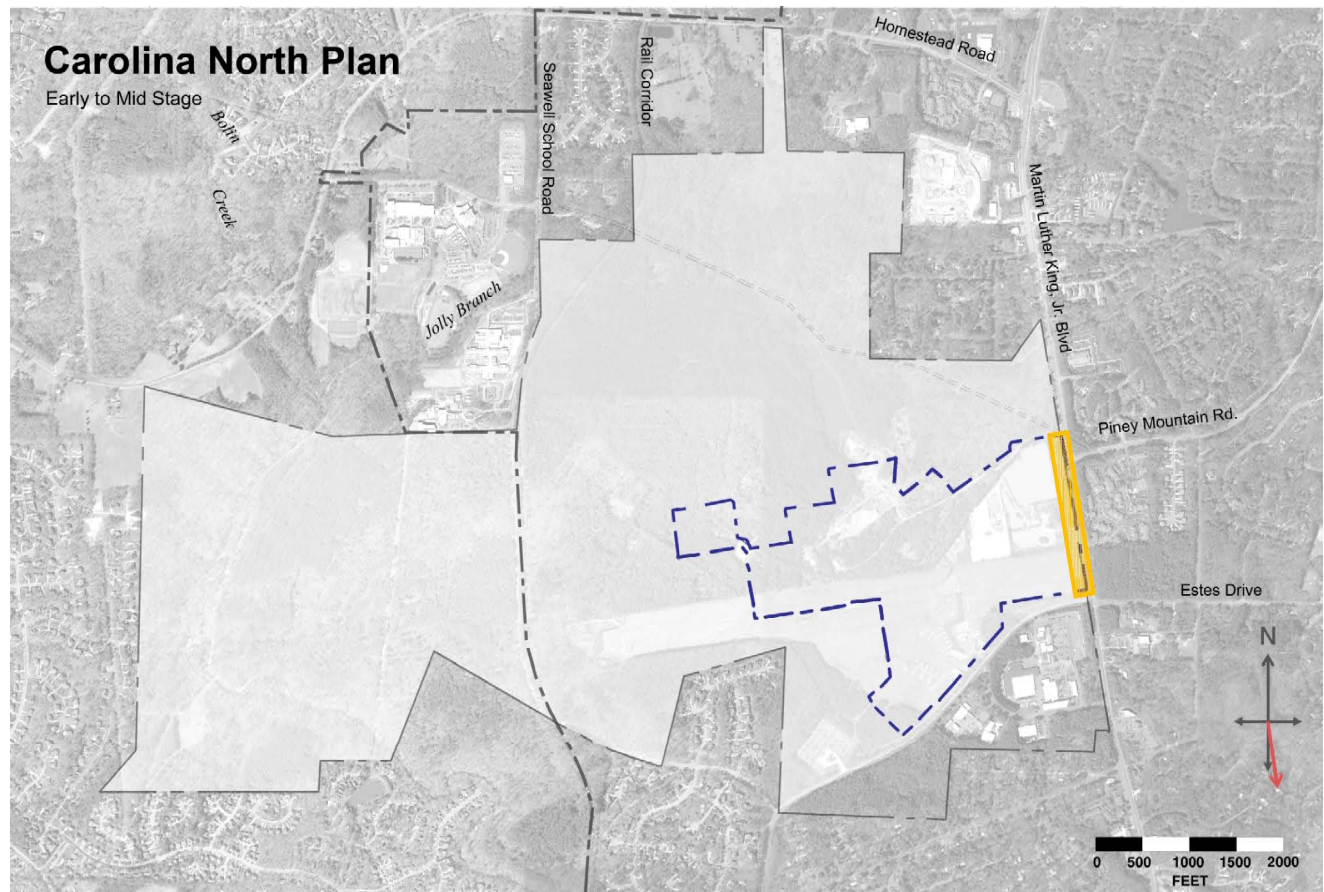 Carolina North Plan
Early to Mid Stage
Homestead Road
Rail Corridor
Seawell School Road
Bolin
Creek
Martin Luther King, Jr. Blvd
Jolly Branch
Piney Mountain Rd.
Estes Drive
N
0 500 1000 1500 2000
FEET